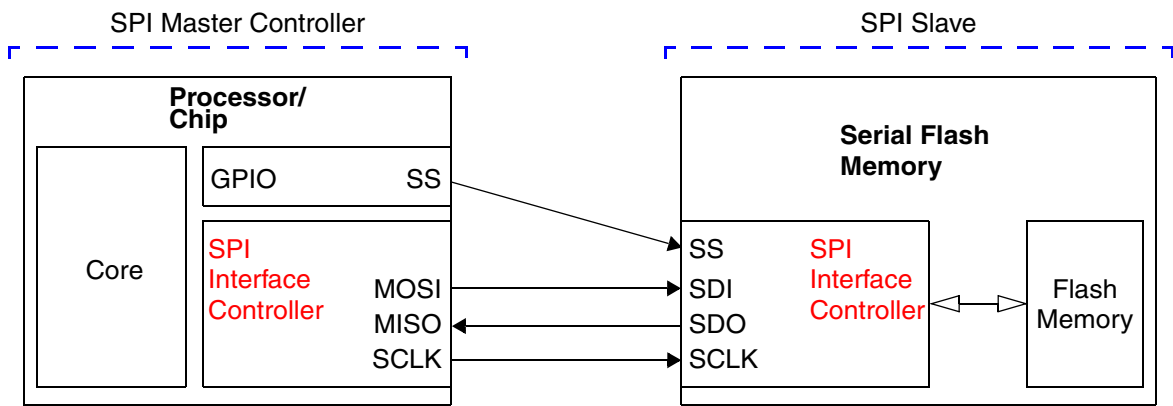 SPI Master Controller
SPI Slave
Processor/
Chip
Serial Flash
Memory
GPIO SS
Core
SPI
Interface
Controller
MOSI
MISO
SCLK
SS
SDI
SDO
SCLK
SPI
Interface
Controller
Flash
Memory